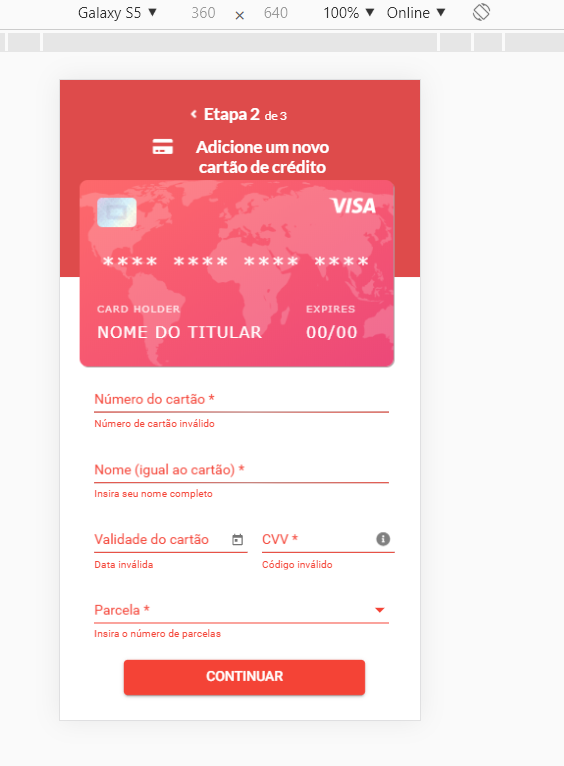 Galaxy S5 ▼ 360 × 640 100% ▼ Online ▼
‹ Etapa 2 de 3
Adicione um novo
cartão de crédito
VISA
**** **** **** ****
CARD HOLDER EXPIRES
NOME DO TITULAR 00/00
Número do cartão *
Número de cartão inválido
Nome (igual ao cartão) *
Insira seu nome completo
Validade do cartão CVV *
Data inválida Código inválido
Parcela *
Insira o número de parcelas
CONTINUAR